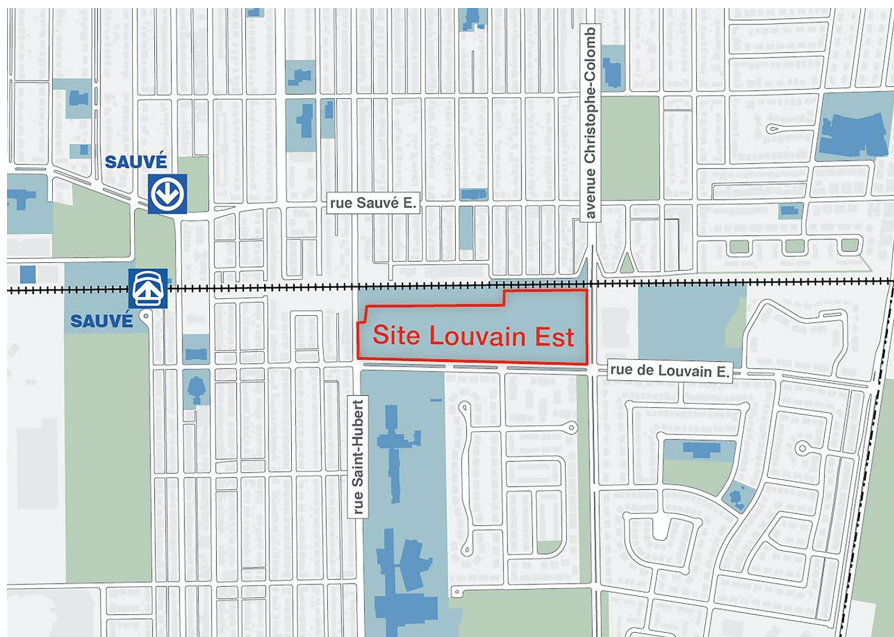 avenue Christophe-Colomb
SAUVÉ
rue Sauvé E.
SAUVÉ
Site Louvain Est
rue de Louvain E.
rue Saint-Hubert